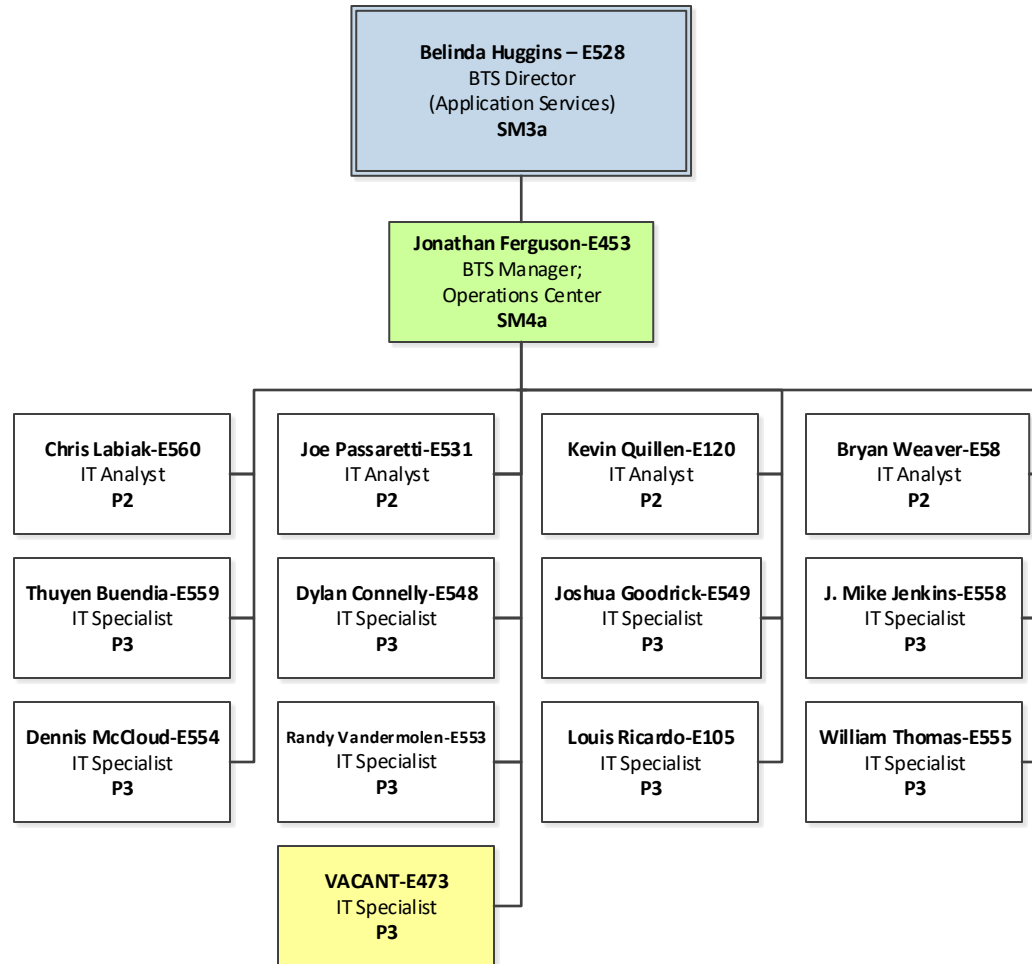 Belinda Huggins – E528
BTS Director
(Application Services)
SM3a
Jonathan Ferguson-E453
BTS Manager;
Operations Center
SM4a
Chris Labiak-E560
IT Analyst
P2
Joe Passaretti-E531
IT Analyst
P2
Kevin Quillen-E120
IT Analyst
P2
Bryan Weaver-E58
IT Analyst
P2
Thuyen Buendia-E559
IT Specialist
P3
Dylan Connelly-E548
IT Specialist
P3
Joshua Goodrick-E549
IT Specialist
P3
J. Mike Jenkins-E558
IT Specialist
P3
Dennis McCloud-E554
IT Specialist
P3
Randy Vandermolen-E553
IT Specialist
P3
Louis Ricardo-E105
IT Specialist
P3
William Thomas-E555
IT Specialist
P3
VACANT-E473
IT Specialist
P3